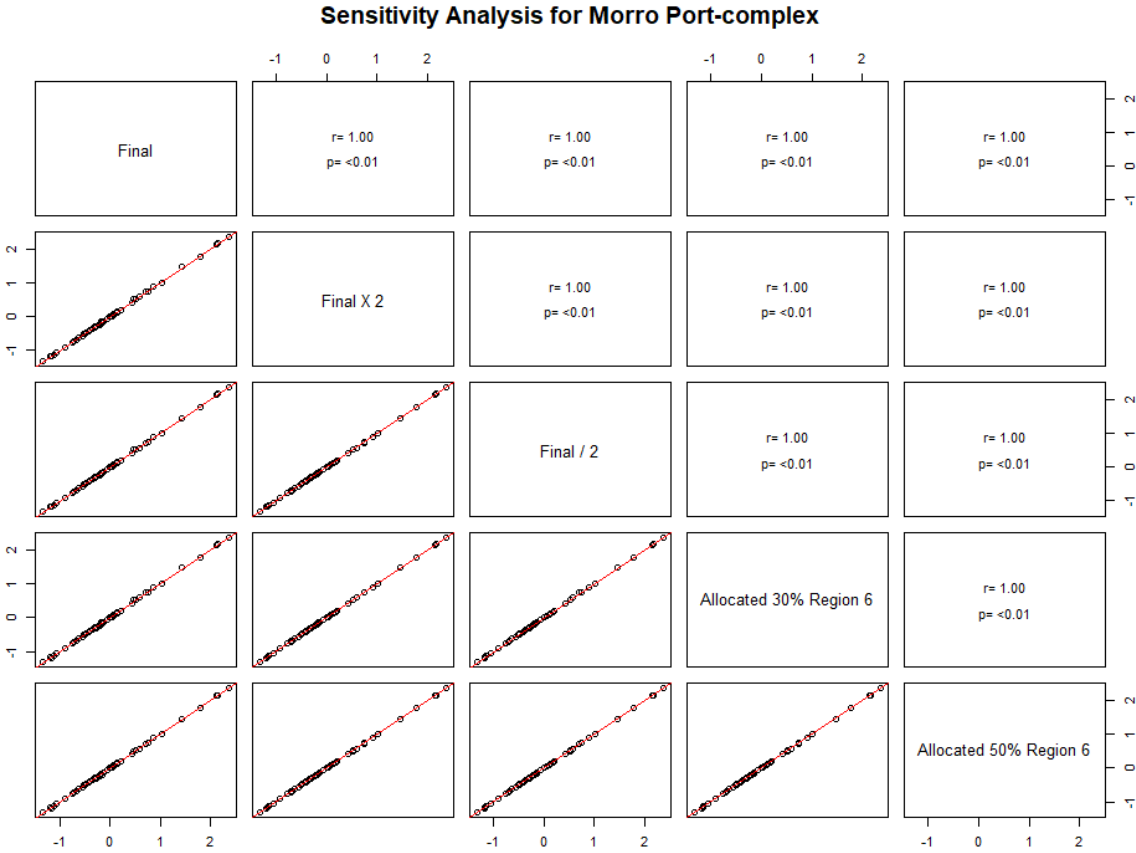 Sensitivity Analysis for Morro Port-complex
-1 0 1 2 -1 0 1 2
Final
r= 1.00
p= <0.01
r= 1.00
p= <0.01
r= 1.00
p= <0.01
r= 1.00
p= <0.01
2
1
0
-1
2
1
0
-1
Final X 2
r= 1.00
p= <0.01
r= 1.00
p= <0.01
r= 1.00
p= <0.01
Final / 2
r= 1.00
p= <0.01
r= 1.00
p= <0.01
2
1
0
-1
2
1
0
-1
Allocated 30% Region 6
r= 1.00
p= <0.01
Allocated 50% Region 6
2
1
0
-1
-1 0 1 2 -1 0 1 2 -1 0 1 2